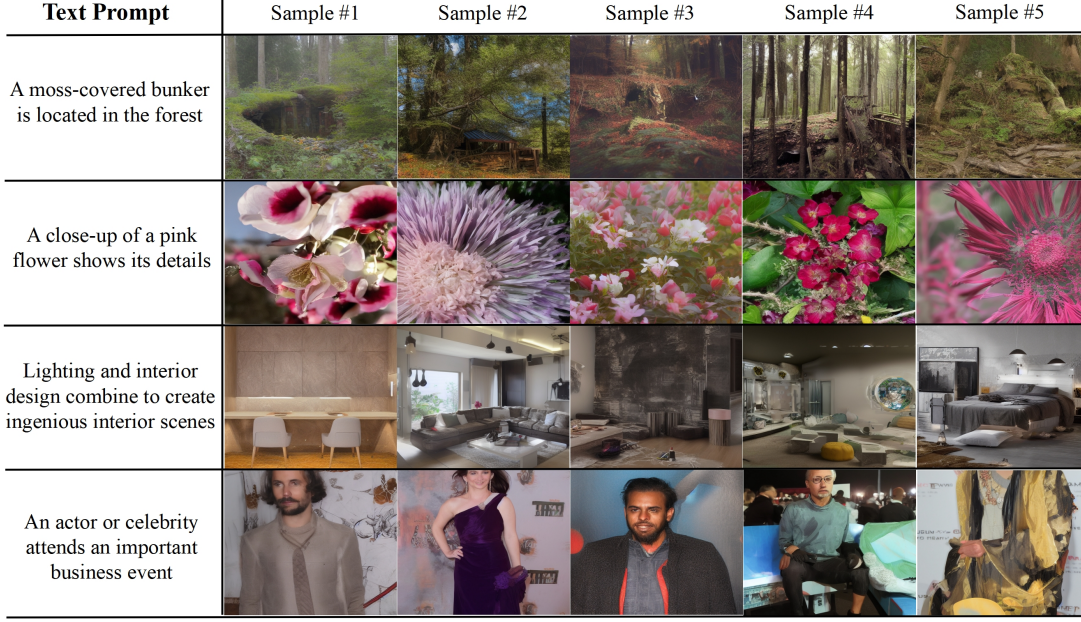 Text Prompt Sample #1 Sample #2 Sample #3 Sample #4 Sample #5
A moss-covered bunker
is located in the forest
A close-up of a pink
flower shows its details
Lighting and interior
design combine to create
ingenious interior scenes
An actor or celebrity
attends an important
business event